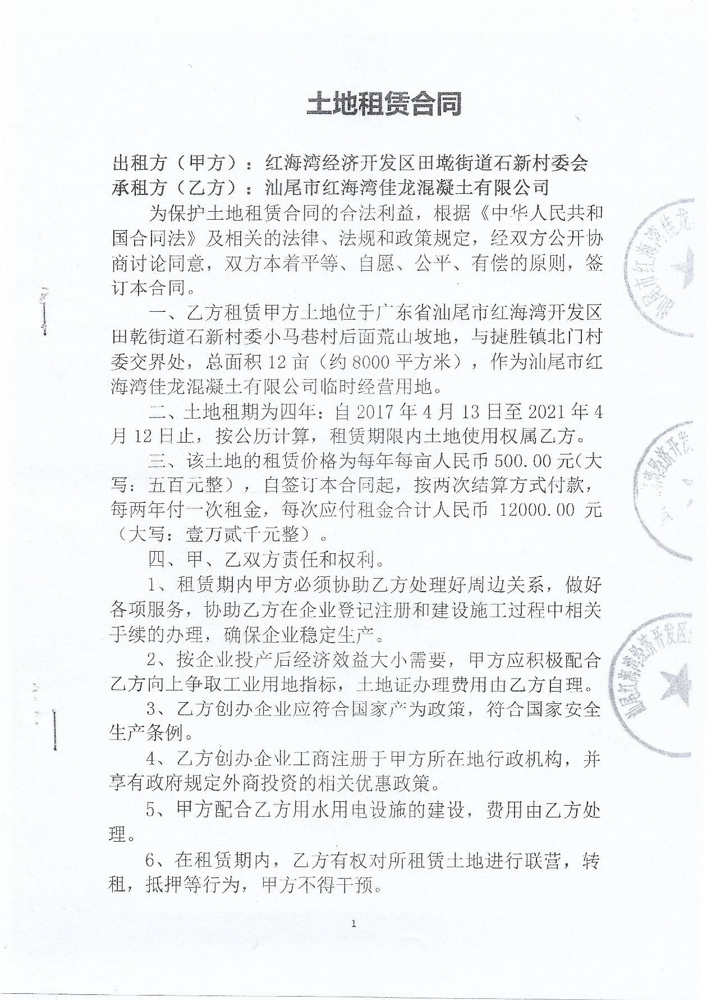 土地租赁合同
出租方（甲方）：红海湾经济开发区田墘街道石新村委会
承租方（乙方）：汕尾市红海湾佳龙混凝土有限公司
为保护土地租赁合同的合法利益，根据《中华人民共和
国合同法》及相关的法律、法规和政策规定，经双方公开协
商讨论同意，双方本着平等、自愿、公平、有偿的原则，签
订本合同。
一、乙方租赁甲方土地位于广东省汕尾市红海湾开发区
田乾街道石新村委小马巷村后面荒山坡地，与捷胜镇北门村
委交界处，总面积12亩（约8000平方米），作为汕尾市红
海湾佳龙混凝土有限公司临时经营用地。
二、土地租期为四年：自2017年4月13日至2021年4
月12日止，按公历计算，租赁期限内土地使用权属乙方。
三、该土地的租赁价格为每年每亩人民币500.00元（大
写：五百元整），自签订本合同起，按两次结算方式付款，
每两年付一次租金，每次应付租金合计人民币 12000.00 元
（大写：壹万贰千元整）。
四、甲、乙双方责任和权利。
1、租赁期内甲方必须协助乙方处理好周边关系，做好
各项服务，协助乙方在企业登记注册和建设施工过程中相关
手续的办理，确保企业稳定生产。
2、按企业投产后经济效益大小需要，甲方应积极配合
乙方向上争取工业用地指标，土地证办理费用由乙方自理。
3、乙方创办企业应符合国家产为政策，符合国家安全
生产条例。
4、乙方创办企业工商注册于甲方所在地行政机构，并
享有政府规定外商投资的相关优惠政策。
5、甲方配合乙方用水用电设施的建设，费用由乙方处
理。
6、在租赁期内，乙方有权对所租赁土地进行联营，转
租，抵押等行为，甲方不得干预。
1
汕尾市红海湾佳龙
湾经济开发
汕尾红海湾经济开发区